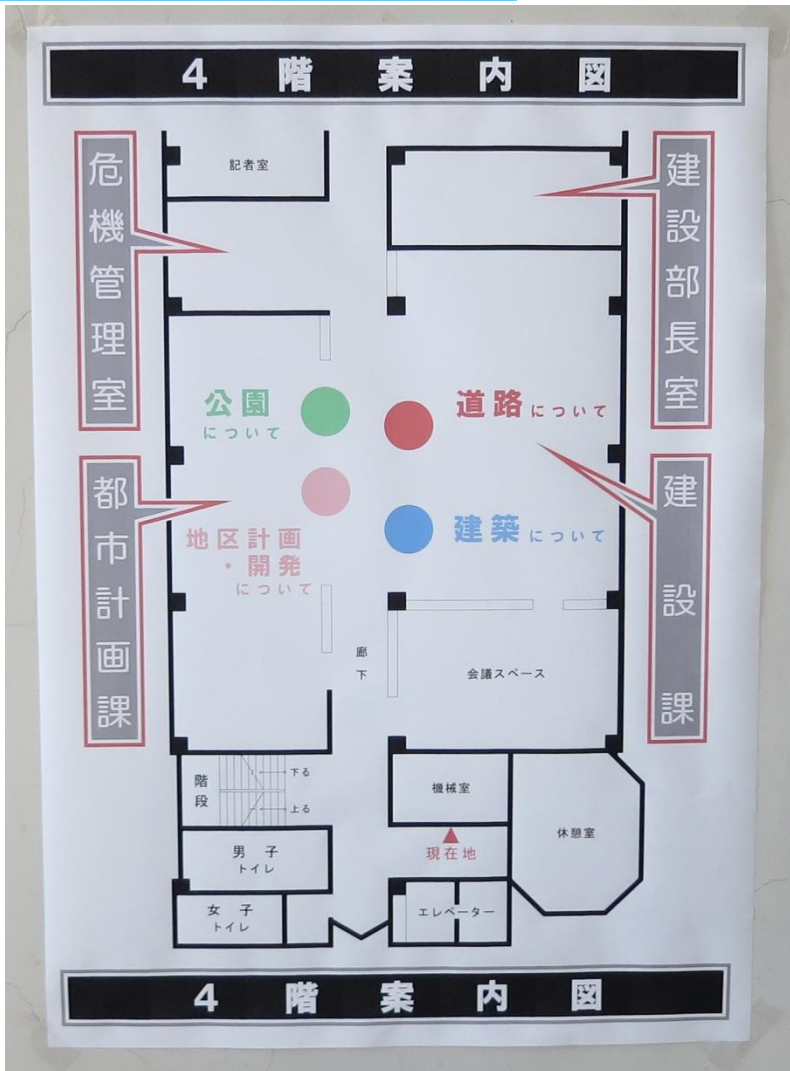 4階案内図
危機管理室
記者室
建設部長室
公園
について
道路について
都市計画課
地区計画
・開発
について
建築について
建設課
廊下
会議スペース
階段
下る
上る
機械室
休憩室
現在地
男子
トイレ
女子
トイレ
エレベーター
4階案内図